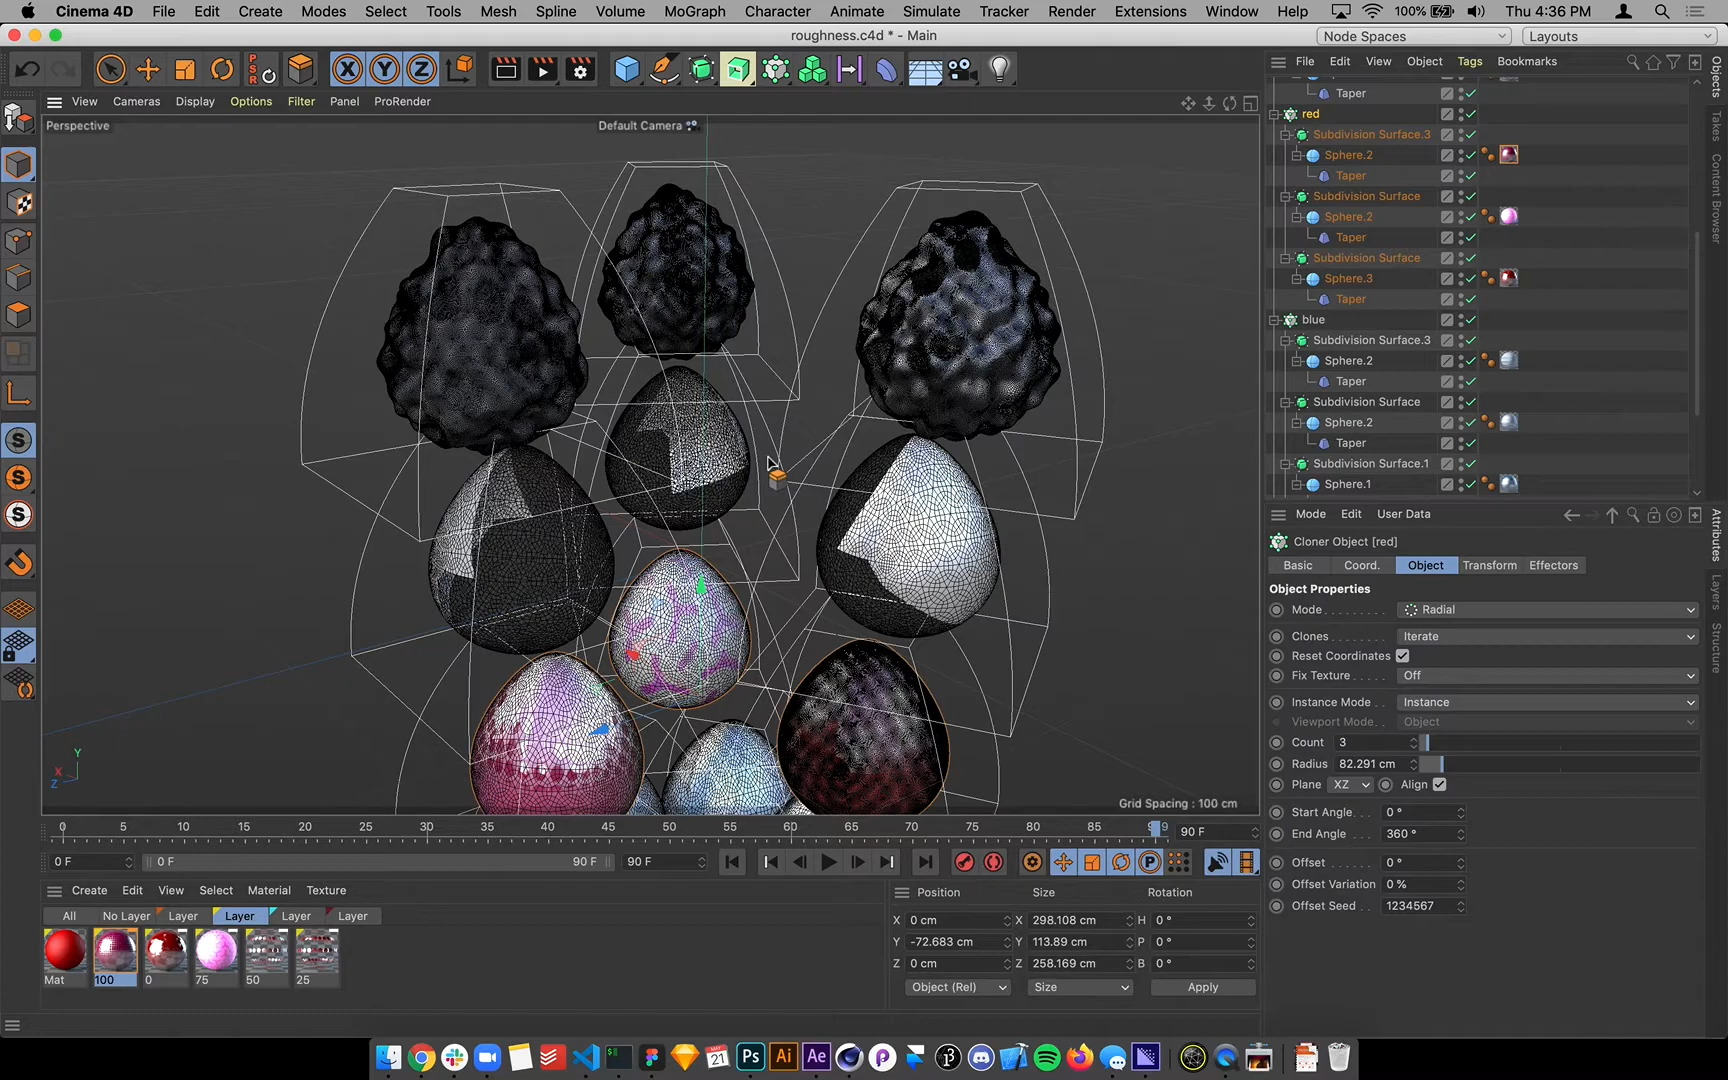 Cinema 4D File Edit Create Modes Select Tools Mesh Spline Volume MoGraph Character Animate Simulate Tracker Render Extensions Window Help 100% Thu 4:36 PM
roughness.c4d * - Main
Node Spaces
Layouts
PSR
X Y Z
View Cameras Display Options Filter Panel ProRender
Perspective
Default Camera
Grid Spacing : 100 cm
Y
X
Z
File Edit View Object Tags Bookmarks
Taper
red
Subdivision Surface.3
Sphere.2
Taper
Subdivision Surface
Sphere.2
Taper
Subdivision Surface
Sphere.3
Taper
blue
Subdivision Surface.3
Sphere.2
Taper
Subdivision Surface
Sphere.2
Taper
Subdivision Surface.1
Sphere.1
Objects
Takes
Content Browser
Mode Edit User Data
Cloner Object [red]
Basic Coord. Object Transform Effectors
Object Properties
Mode Radial
Clones Iterate
Reset Coordinates
Fix Texture Off
Instance Mode Instance
Viewport Mode Object
Count 3
Radius 82.291 cm
Plane XZ Align
Start Angle 0 °
End Angle 360 °
Offset 0 °
Offset Variation 0 %
Offset Seed 1234567
Attributes
Layers
Structure
0 5 10 15 20 25 30 35 40 45 50 55 60 65 70 75 80 85 9
90 F
0 F 0 F 90 F 90 F
P
Create Edit View Select Material Texture
All No Layer Layer Layer Layer Layer
Mat 100 0 75 50 25
Position Size Rotation
X 0 cm X 298.108 cm H 0 °
Y -72.683 cm Y 113.89 cm P 0 °
Z 0 cm Z 258.169 cm B 0 °
Object (Rel) Size Apply
21
Ps Ai Ae